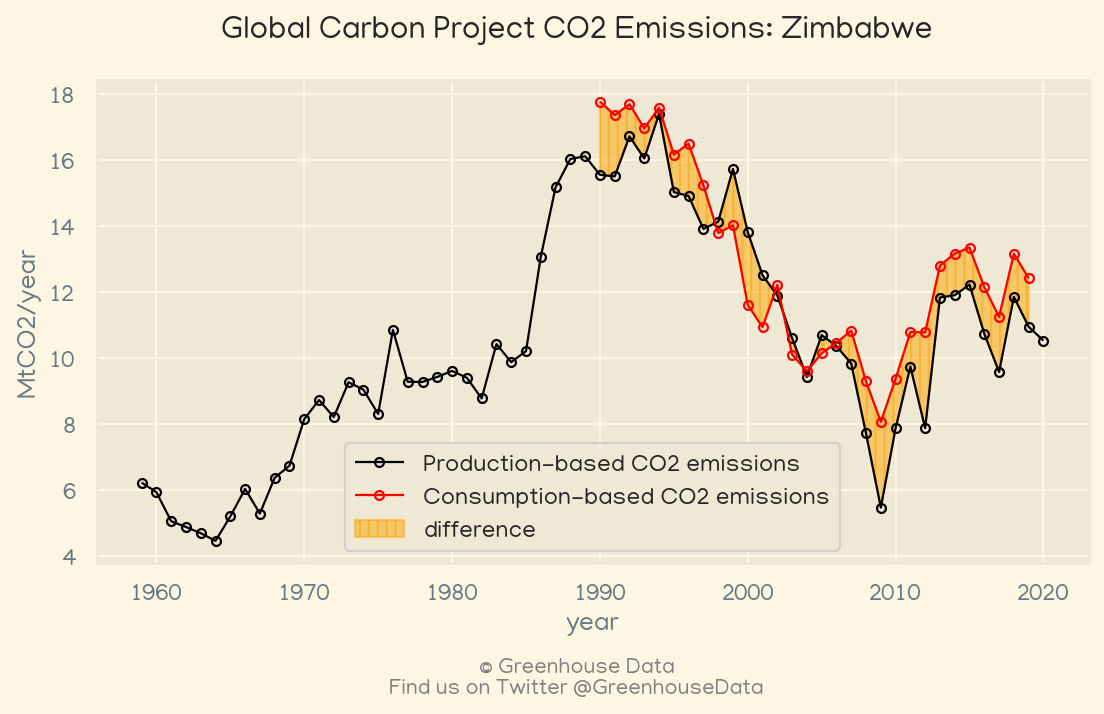 Global Carbon Project CO2 Emissions: Zimbabwe
18
16
14
12
10
8
6
4
MtCO2/year
Production-based CO2 emissions
Consumption-based CO2 emissions
difference
1960 1970 1980 1990 2000 2010 2020
year
© Greenhouse Data
Find us on Twitter @GreenhouseData